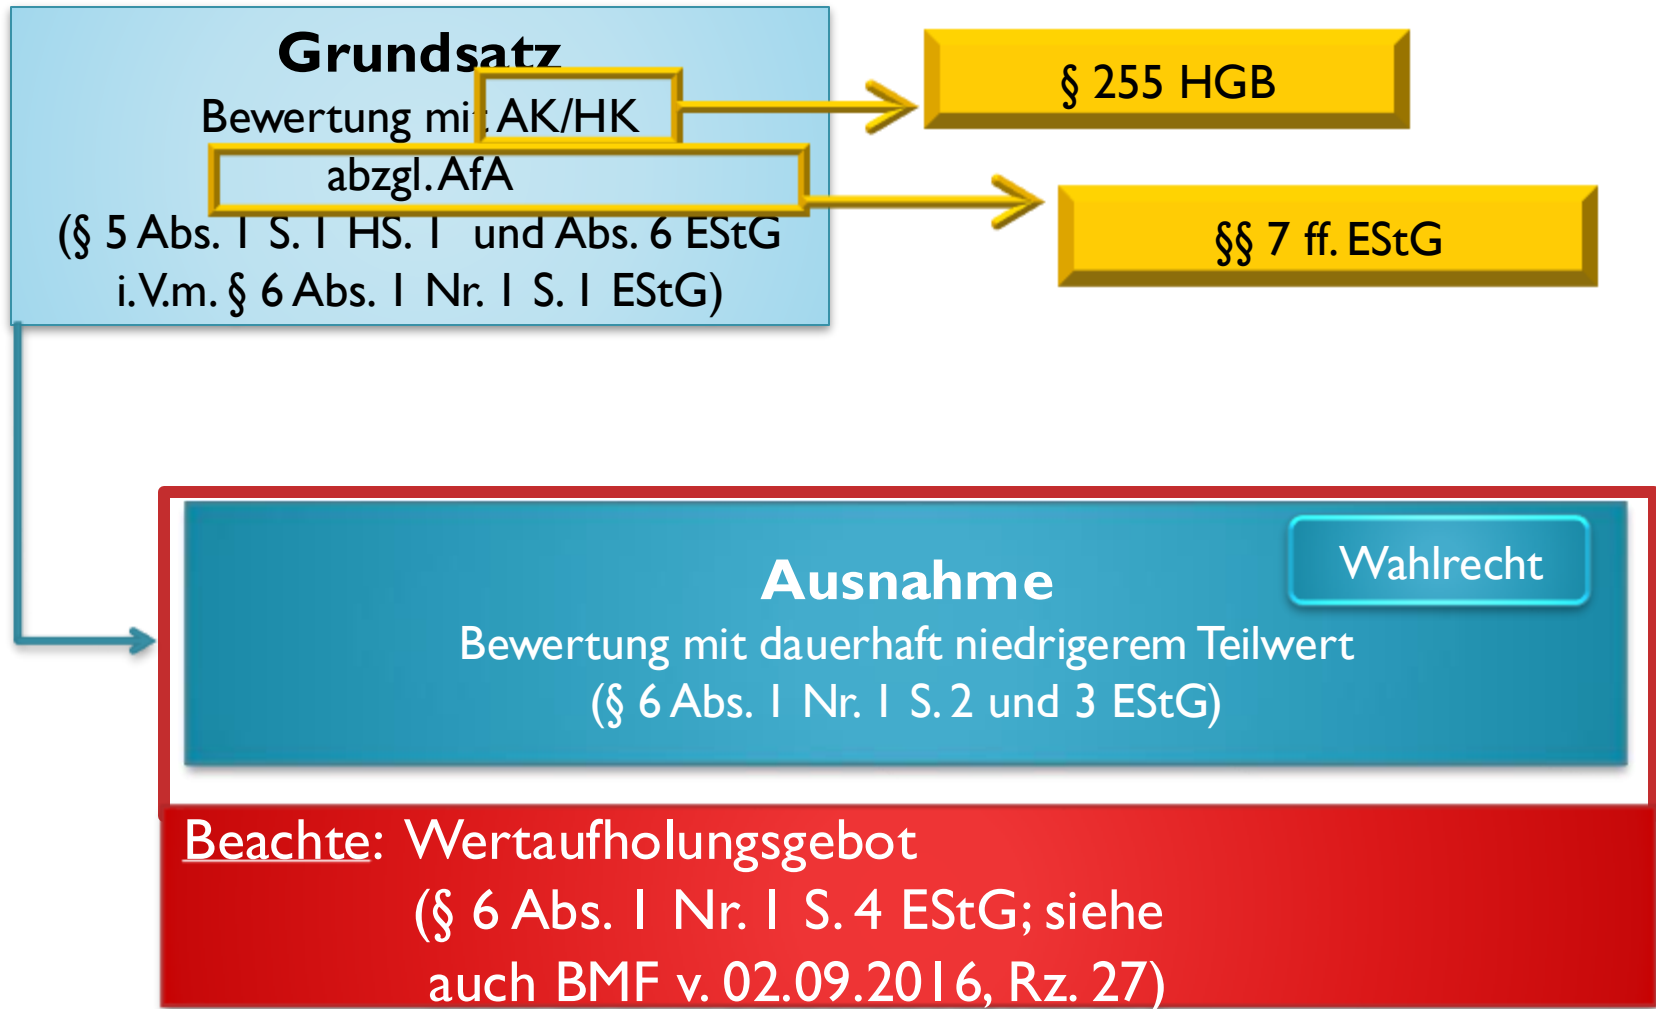 Grundsatz
Bewertung mit AK/HK
abzgl. AfA
(§ 5 Abs. 1 S. 1 HS. 1 und Abs. 6 EStG
i.V.m. § 6 Abs. 1 Nr. 1 S. 1 EStG)
§ 255 HGB
§§ 7 ff. EStG
Wahlrecht
Ausnahme
Bewertung mit dauerhaft niedrigerem Teilwert
(§ 6 Abs. 1 Nr. 1 S. 2 und 3 EStG)
Beachte: Wertaufholungsgebot
(§ 6 Abs. 1 Nr. 1 S. 4 EStG; siehe
auch BMF v. 02.09.2016, Rz. 27)